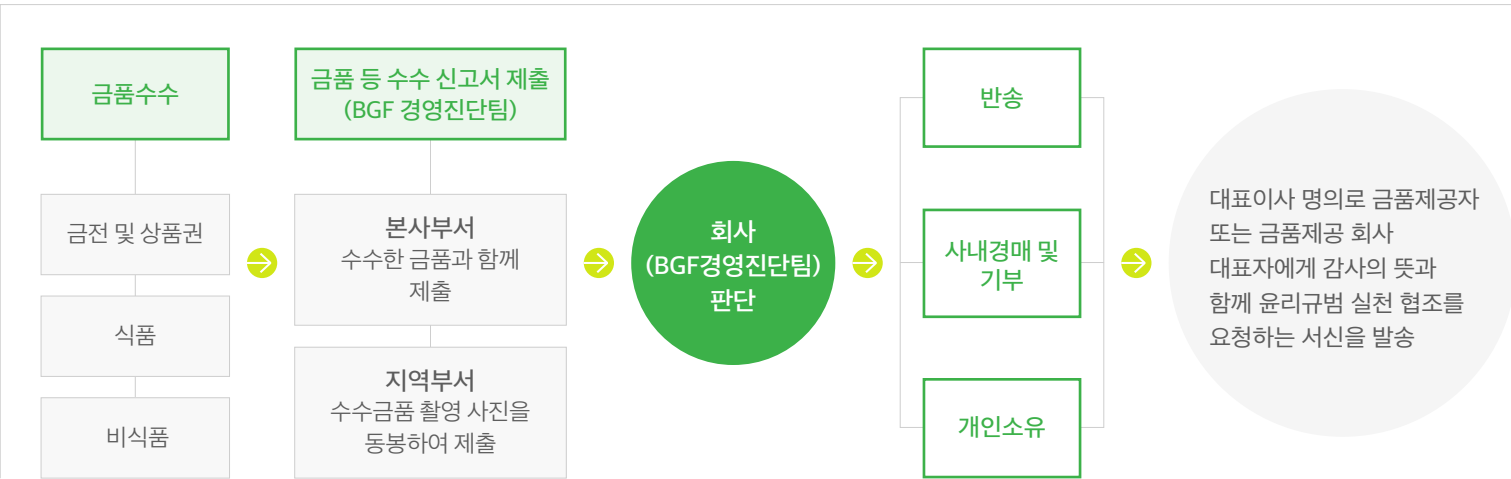 금품수수
금전 및 상품권
식품
비식품
금품 등 수수 신고서 제출
(BGF 경영진단팀)
본사부서
수수한 금품과 함께
제출
지역부서
수수금품 촬영 사진을
동봉하여 제출
회사
(BGF경영진단팀)
판단
반송
사내경매 및
기부
개인소유
대표이사 명의로 금품제공자
또는 금품제공 회사
대표자에게 감사의 뜻과
함께 윤리규범 실천 협조를
요청하는 서신을 발송